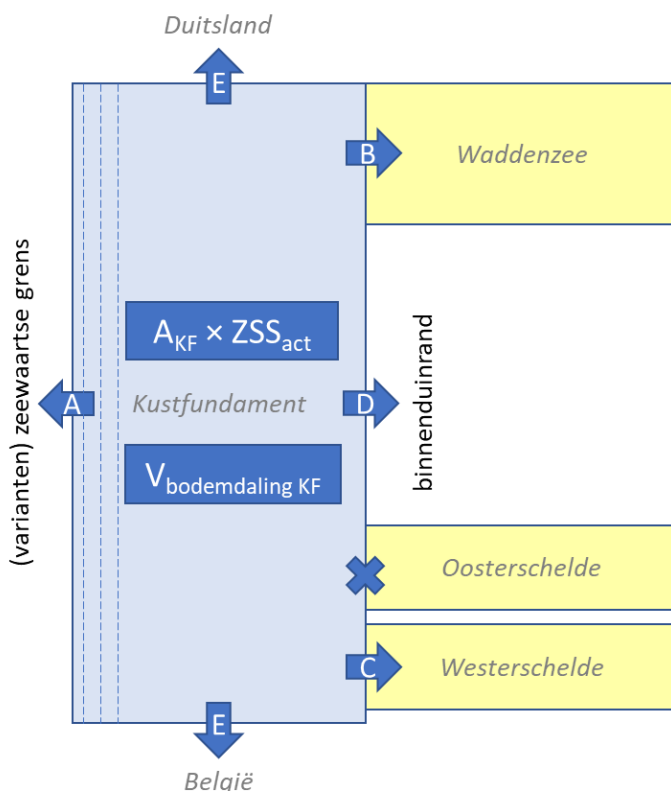 Duitsland
E
B
Waddenzee
(varianten) zeewaartse grens
A_KF × ZSS_act
A
Kustfundament
D
binnenduinrand
V_bodemdaling KF
Oosterschelde
C
Westerschelde
E
België